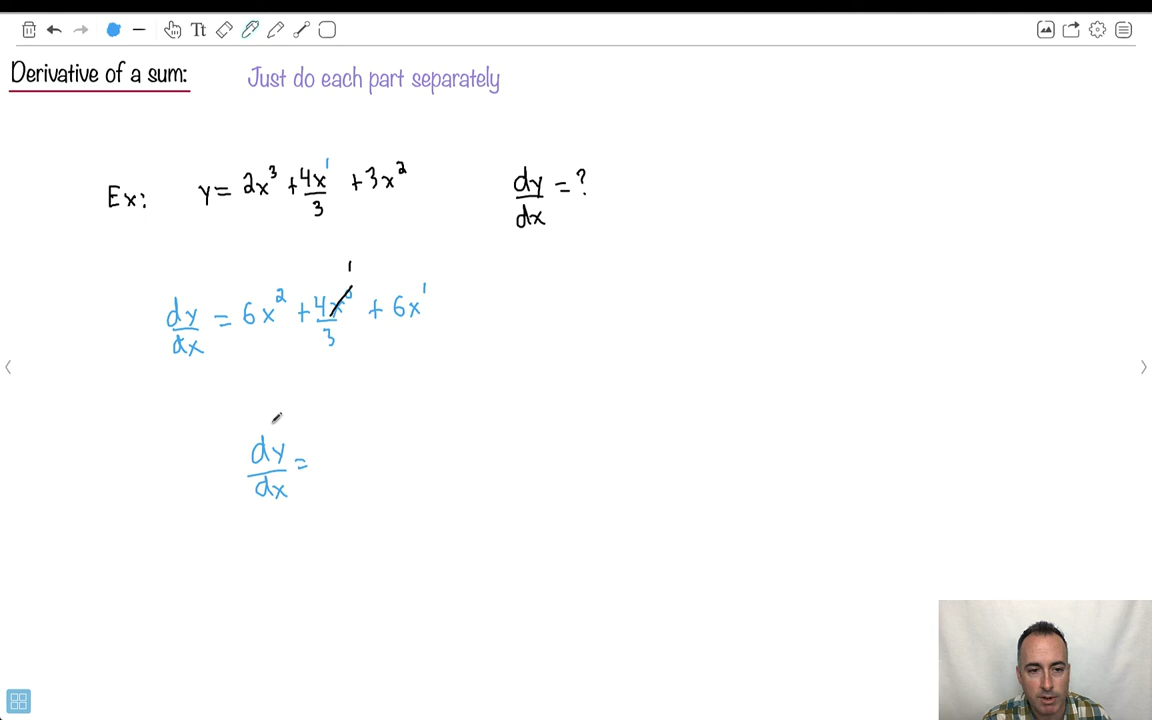 Tt
Derivative of a sum: Just do each part separately
Ex: y = 2x³ + 4x¹/3 + 3x² dy/dx = ?
dy/dx = 6x² + 4x⁰/3 + 6x¹
1
dy/dx =